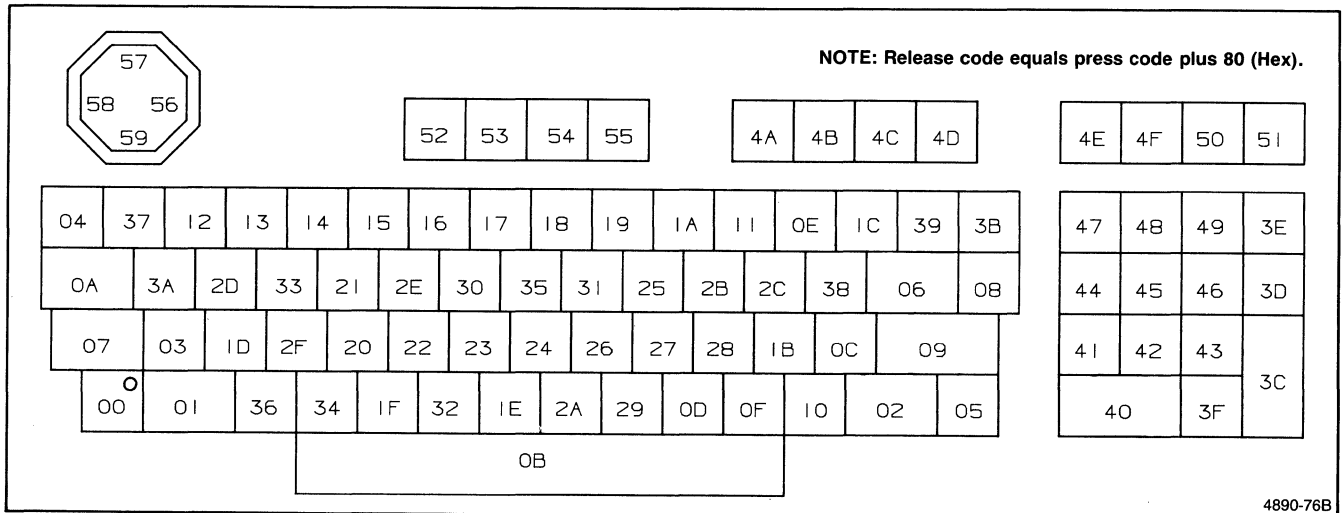 57
NOTE: Release code equals press code plus 80 (Hex).
58 56
59
52 53 54 55 4A 4B 4C 4D 4E 4F 50 51
04 37 12 13 14 15 16 17 18 19 1A 11 0E 1C 39 3B 47 48 49 3E
0A 3A 2D 33 21 2E 30 35 31 25 2B 2C 38 06 08 44 45 46 3D
07 03 1D 2F 20 22 23 24 26 27 28 1B 0C 09 41 42 43
3C
00 01 36 34 1F 32 1E 2A 29 0D 0F 10 02 05 40 3F
0B
4890-76B